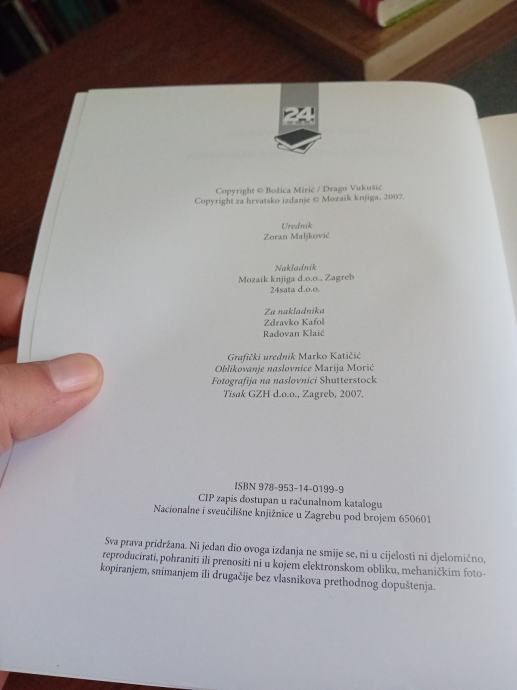 24
Copyright © Božica Mirić / Drago Vukušić
Copyright za hrvatsko izdanje © Mozaik knjiga, 2007.
Urednik
Zoran Maljković
Nakladnik
Mozaik knjiga d.o.o., Zagreb
24sata d.o.o.
Za nakladnika
Zdravko Kafol
Radovan Klaić
Grafički urednik Marko Katičić
Oblikovanje naslovnice Marija Morić
Fotografija na naslovnici Shutterstock
Tisak GZH d.o.o., Zagreb, 2007.
ISBN 978-953-14-0199-9
CIP zapis dostupan u računalnom katalogu
Nacionalne i sveučilišne knjižnice u Zagrebu pod brojem 650601
Sva prava pridržana. Ni jedan dio ovoga izdanja ne smije se, ni u cijelosti ni djelomično,
reproducirati, pohraniti ili prenositi ni u kojem elektronskom obliku, mehaničkim foto-
kopiranjem, snimanjem ili drugačije bez vlasnikova prethodnog dopuštenja.